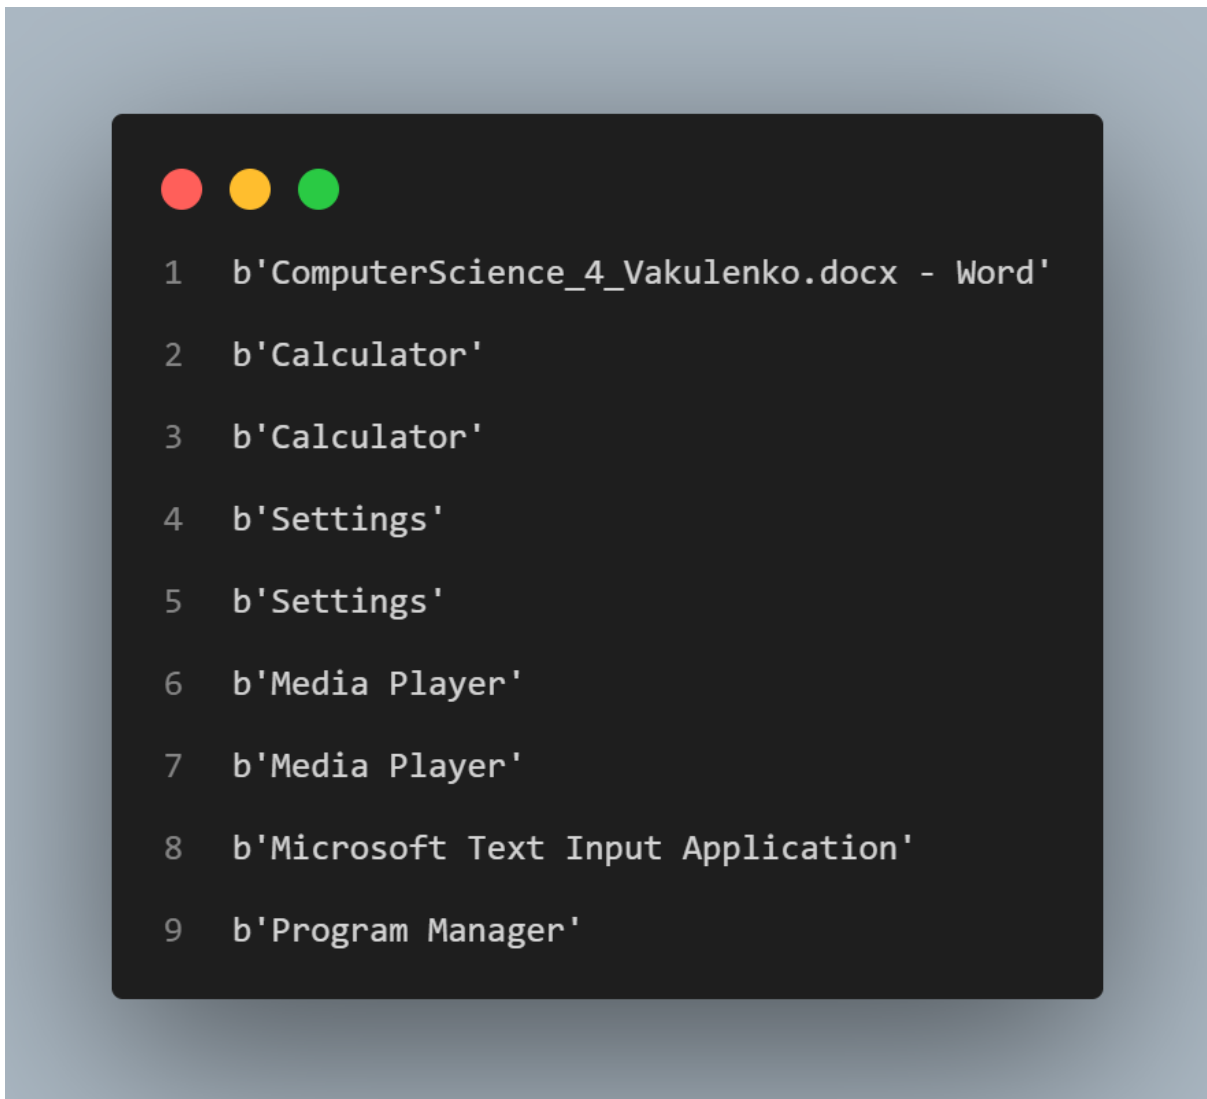 1 b'ComputerScience_4_Vakulenko.docx - Word'
2 b'Calculator'
3 b'Calculator'
4 b'Settings'
5 b'Settings'
6 b'Media Player'
7 b'Media Player'
8 b'Microsoft Text Input Application'
9 b'Program Manager'